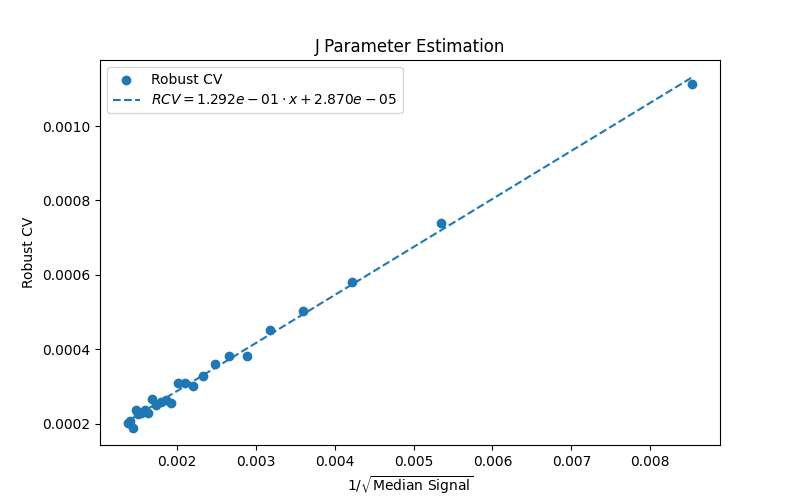 J Parameter Estimation
Robust CV
RCV = 1.292e − 01 · x + 2.870e − 05
0.0010
0.0008
0.0006
0.0004
0.0002
Robust CV
0.002 0.003 0.004 0.005 0.006 0.007 0.008
1/√Median Signal